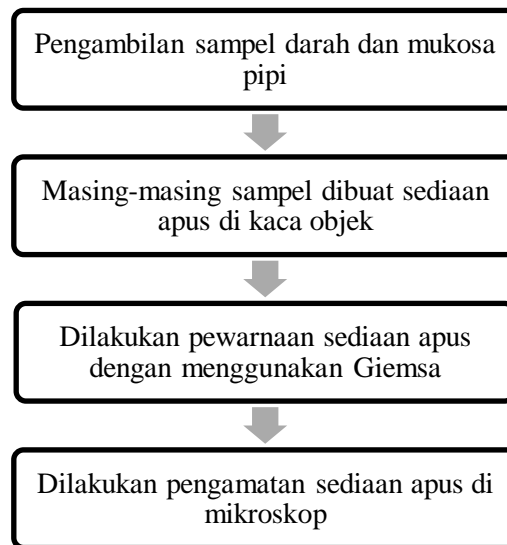 Pengambilan sampel darah dan mukosa
pipi
Masing-masing sampel dibuat sediaan
apus di kaca objek
Dilakukan pewarnaan sediaan apus
dengan menggunakan Giemsa
Dilakukan pengamatan sediaan apus di
mikroskop